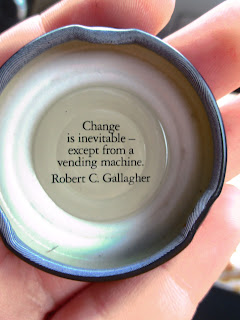 Change
is inevitable –
except from a
vending machine.
Robert C. Gallagher